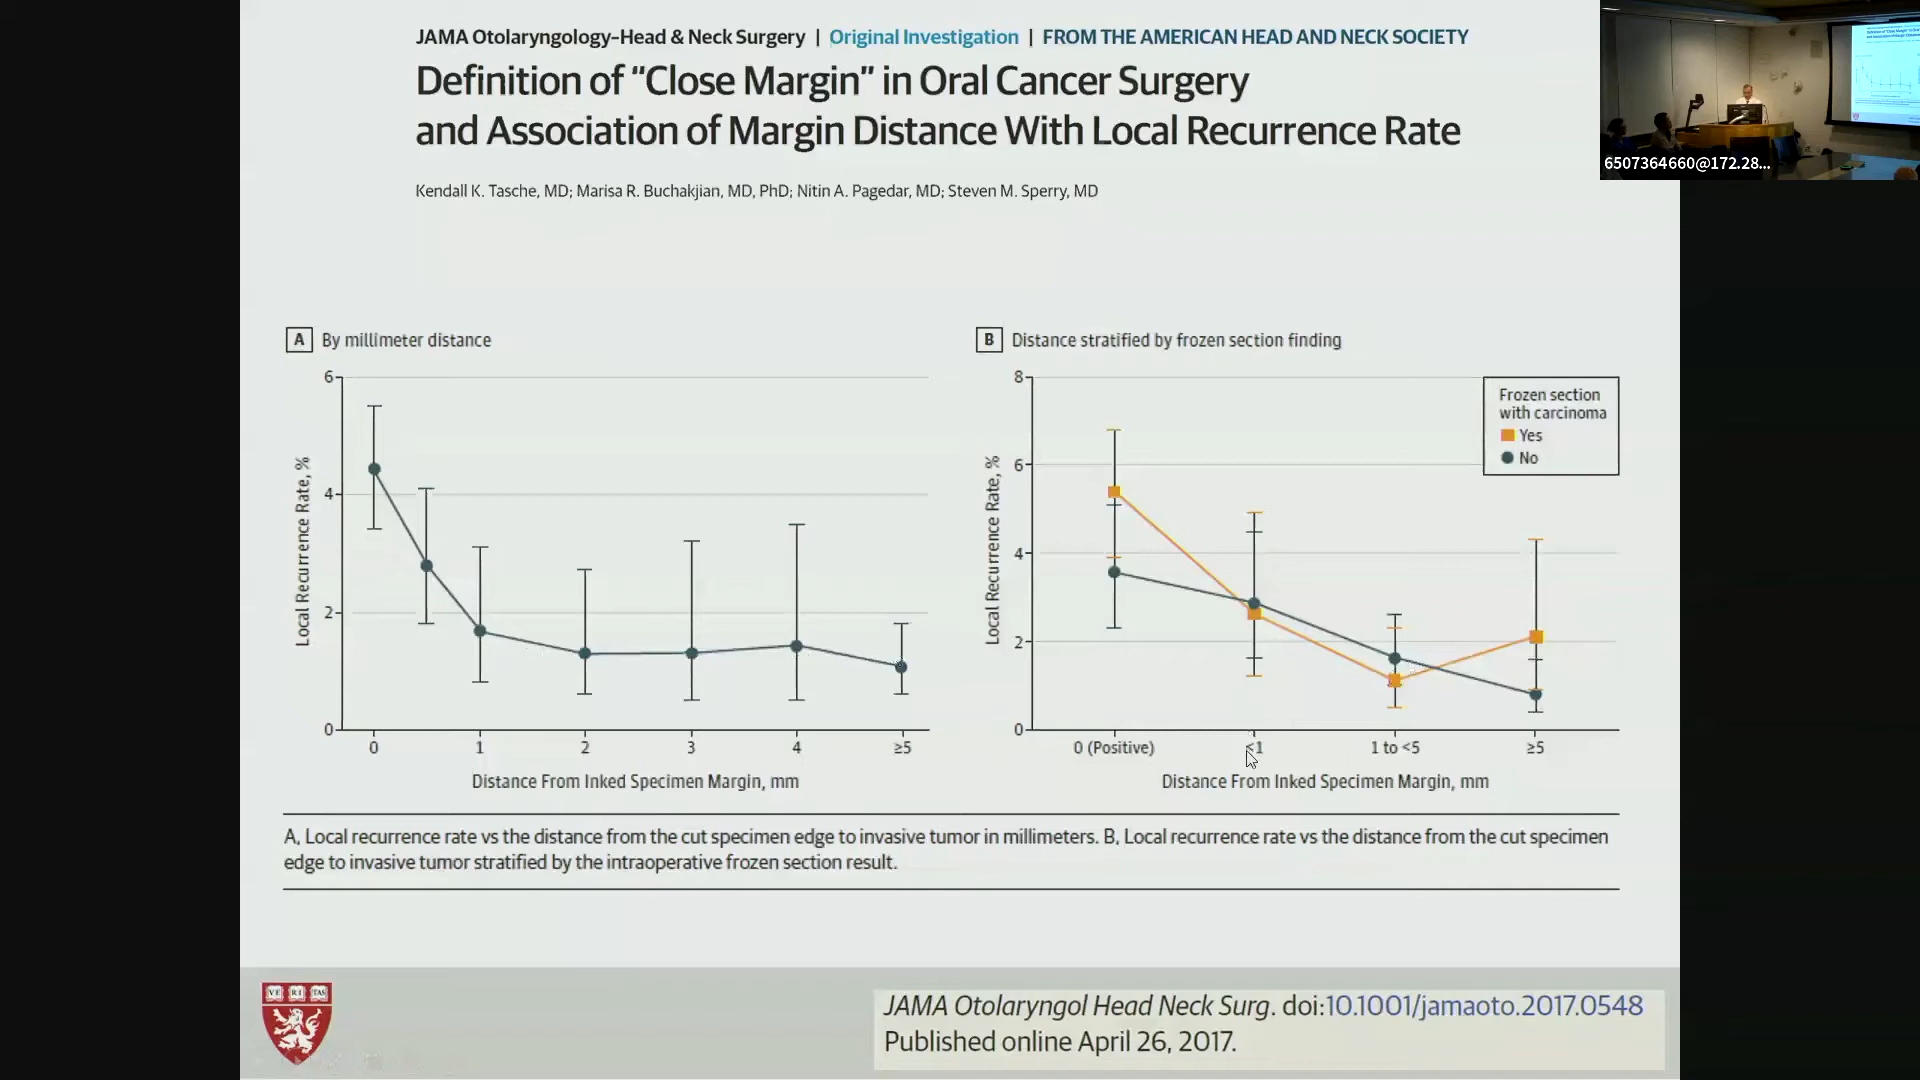 JAMA Otolaryngology–Head & Neck Surgery | Original Investigation | FROM THE AMERICAN HEAD AND NECK SOCIETY
Definition of “Close Margin” in Oral Cancer Surgery
and Association of Margin Distance With Local Recurrence Rate
Kendall K. Tasche, MD; Marisa R. Buchakjian, MD, PhD; Nitin A. Pagedar, MD; Steven M. Sperry, MD
6507364660@172.28...
A By millimeter distance
6
4
2
0
Local Recurrence Rate, %
0 1 2 3 4 ≥5
Distance From Inked Specimen Margin, mm
B Distance stratified by frozen section finding
8
6
4
2
0
Local Recurrence Rate, %
Frozen section
with carcinoma
Yes
No
0 (Positive) <1 1 to <5 ≥5
Distance From Inked Specimen Margin, mm
A, Local recurrence rate vs the distance from the cut specimen edge to invasive tumor in millimeters. B, Local recurrence rate vs the distance from the cut specimen
edge to invasive tumor stratified by the intraoperative frozen section result.
VE RI TAS
JAMA Otolaryngol Head Neck Surg. doi:10.1001/jamaoto.2017.0548
Published online April 26, 2017.